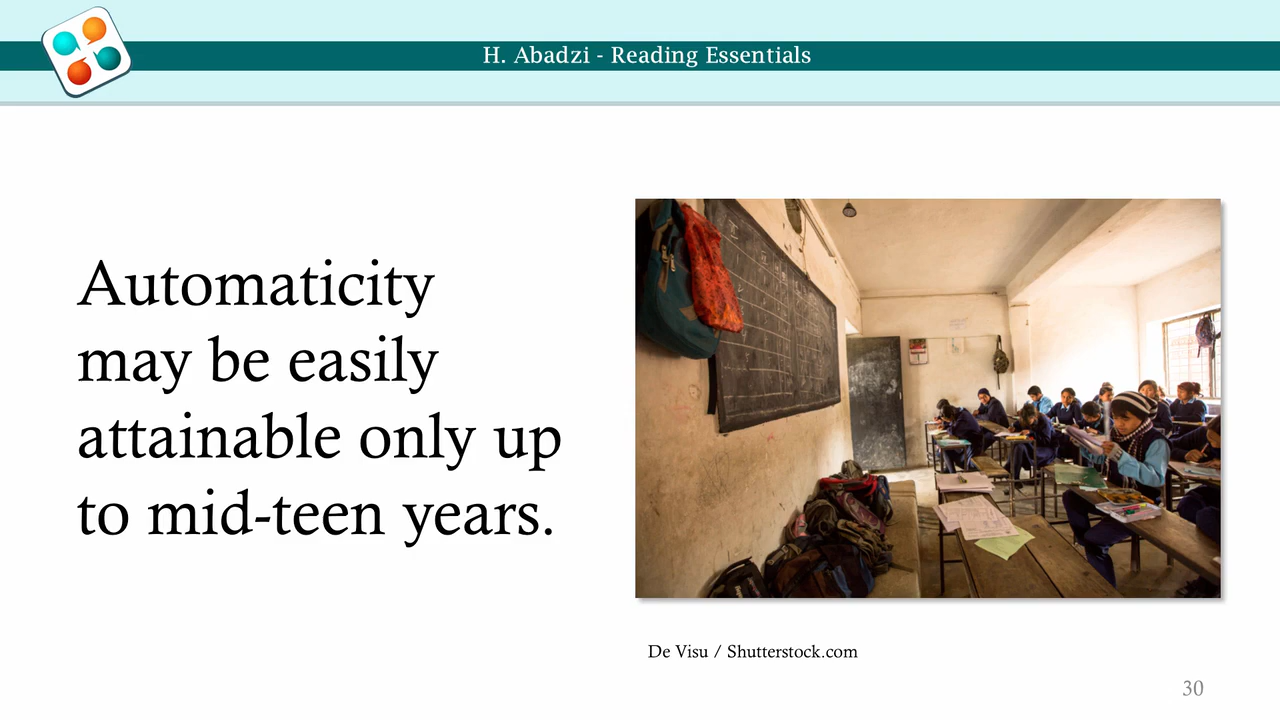 H. Abadzi - Reading Essentials
Automaticity
may be easily
attainable only up
to mid-teen years.
De Visu / Shutterstock.com
30